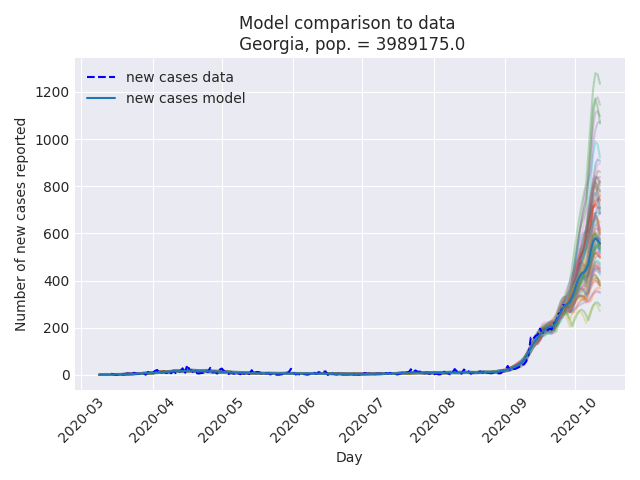 Model comparison to data
Georgia, pop. = 3989175.0
new cases data
new cases model
Number of new cases reported
1200
1000
800
600
400
200
0
2020-03
2020-04
2020-05
2020-06
2020-07
2020-08
2020-09
2020-10
Day